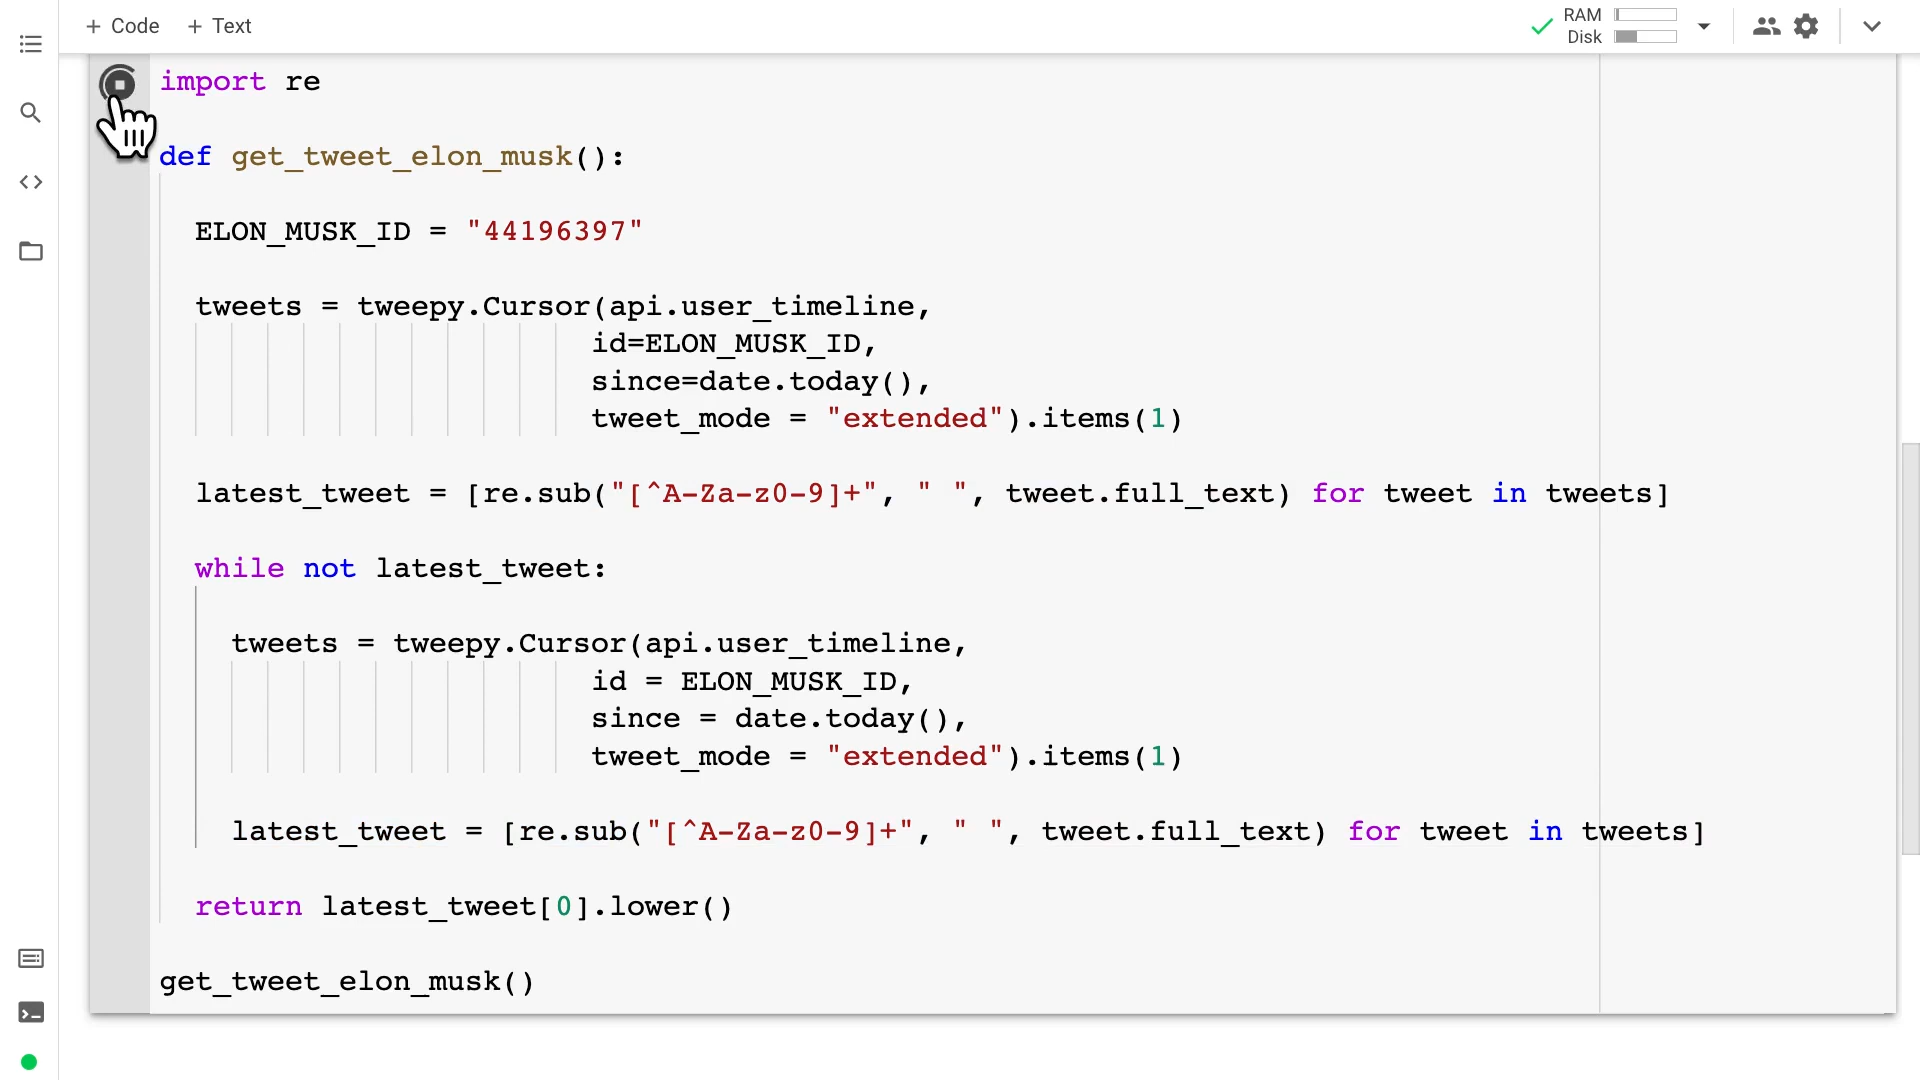 + Code + Text
RAM
Disk
import re
def get_tweet_elon_musk():
ELON_MUSK_ID = "44196397"
tweets = tweepy.Cursor(api.user_timeline,
id=ELON_MUSK_ID,
since=date.today(),
tweet_mode = "extended").items(1)
latest_tweet = [re.sub("[^A-Za-z0-9]+", " ", tweet.full_text) for tweet in tweets]
while not latest_tweet:
tweets = tweepy.Cursor(api.user_timeline,
id = ELON_MUSK_ID,
since = date.today(),
tweet_mode = "extended").items(1)
latest_tweet = [re.sub("[^A-Za-z0-9]+", " ", tweet.full_text) for tweet in tweets]
return latest_tweet[0].lower()
get_tweet_elon_musk()